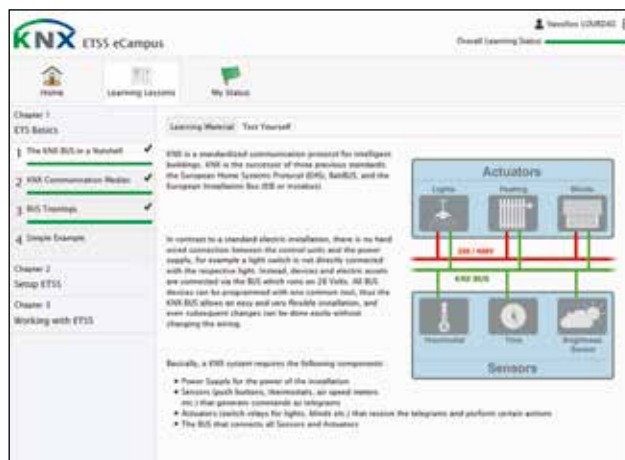 KNX ETS5 eCampus
Vassilios LOURDAS
Overall Learning Status
Home
Learning Lessons
My Status
Chapter 1
ETS Basics
1 The KNX BUS in a Nutshell
2 KNX Communication Medias
3 BUS Topology
4 Simple Example
Chapter 2
Setup ETS5
Chapter 3
Working with ETS5
Learning Material Test Yourself
KNX is a standardized communication protocol for intelligent
buildings. KNX is the successor of three previous standards:
the European Home Systems Protocol (EHS), BatiBUS, and the
European Installation Bus (EIB or Instabus).
In contrast to a standard electric installation, there is no hard
wired connection between the control units and the power
supply, for example a light switch is not directly connected
with the respective light. Instead, devices and electric assets
are connected via the BUS which runs on 28 Volts. All BUS
devices can be programmed with one common tool, thus the
KNX BUS allows an easy and very flexible installation, and
even subsequent changes can be done easily without
changing the wiring.
Basically, a KNX system requires the following components:
Power Supply for the power of the installation
Sensors (push buttons, thermostats, air speed meters
etc.) that generate commands as telegrams
Actuators (switch relays for lights, blinds etc.) that receive the telegrams and perform certain actions
The BUS that connects all Sensors and Actuators
Actuators
Lights
Heating
Blinds
230 / 400V
KNX BUS
Thermostat
Time
Brightness
Sensor
Sensors